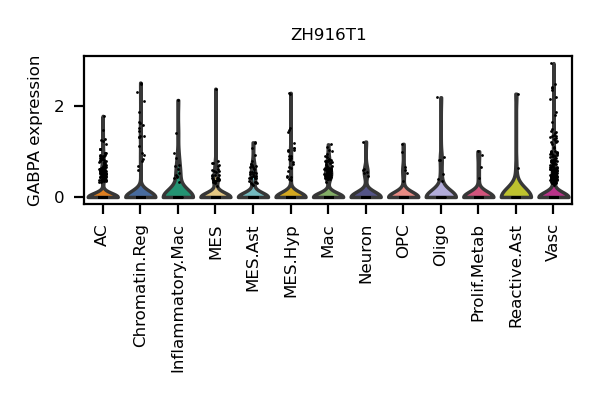 ZH916T1
GABPA expression
2
0
AC
Chromatin.Reg
Inflammatory.Mac
MES
MES.Ast
MES.Hyp
Mac
Neuron
OPC
Oligo
Prolif.Metab
Reactive.Ast
Vasc